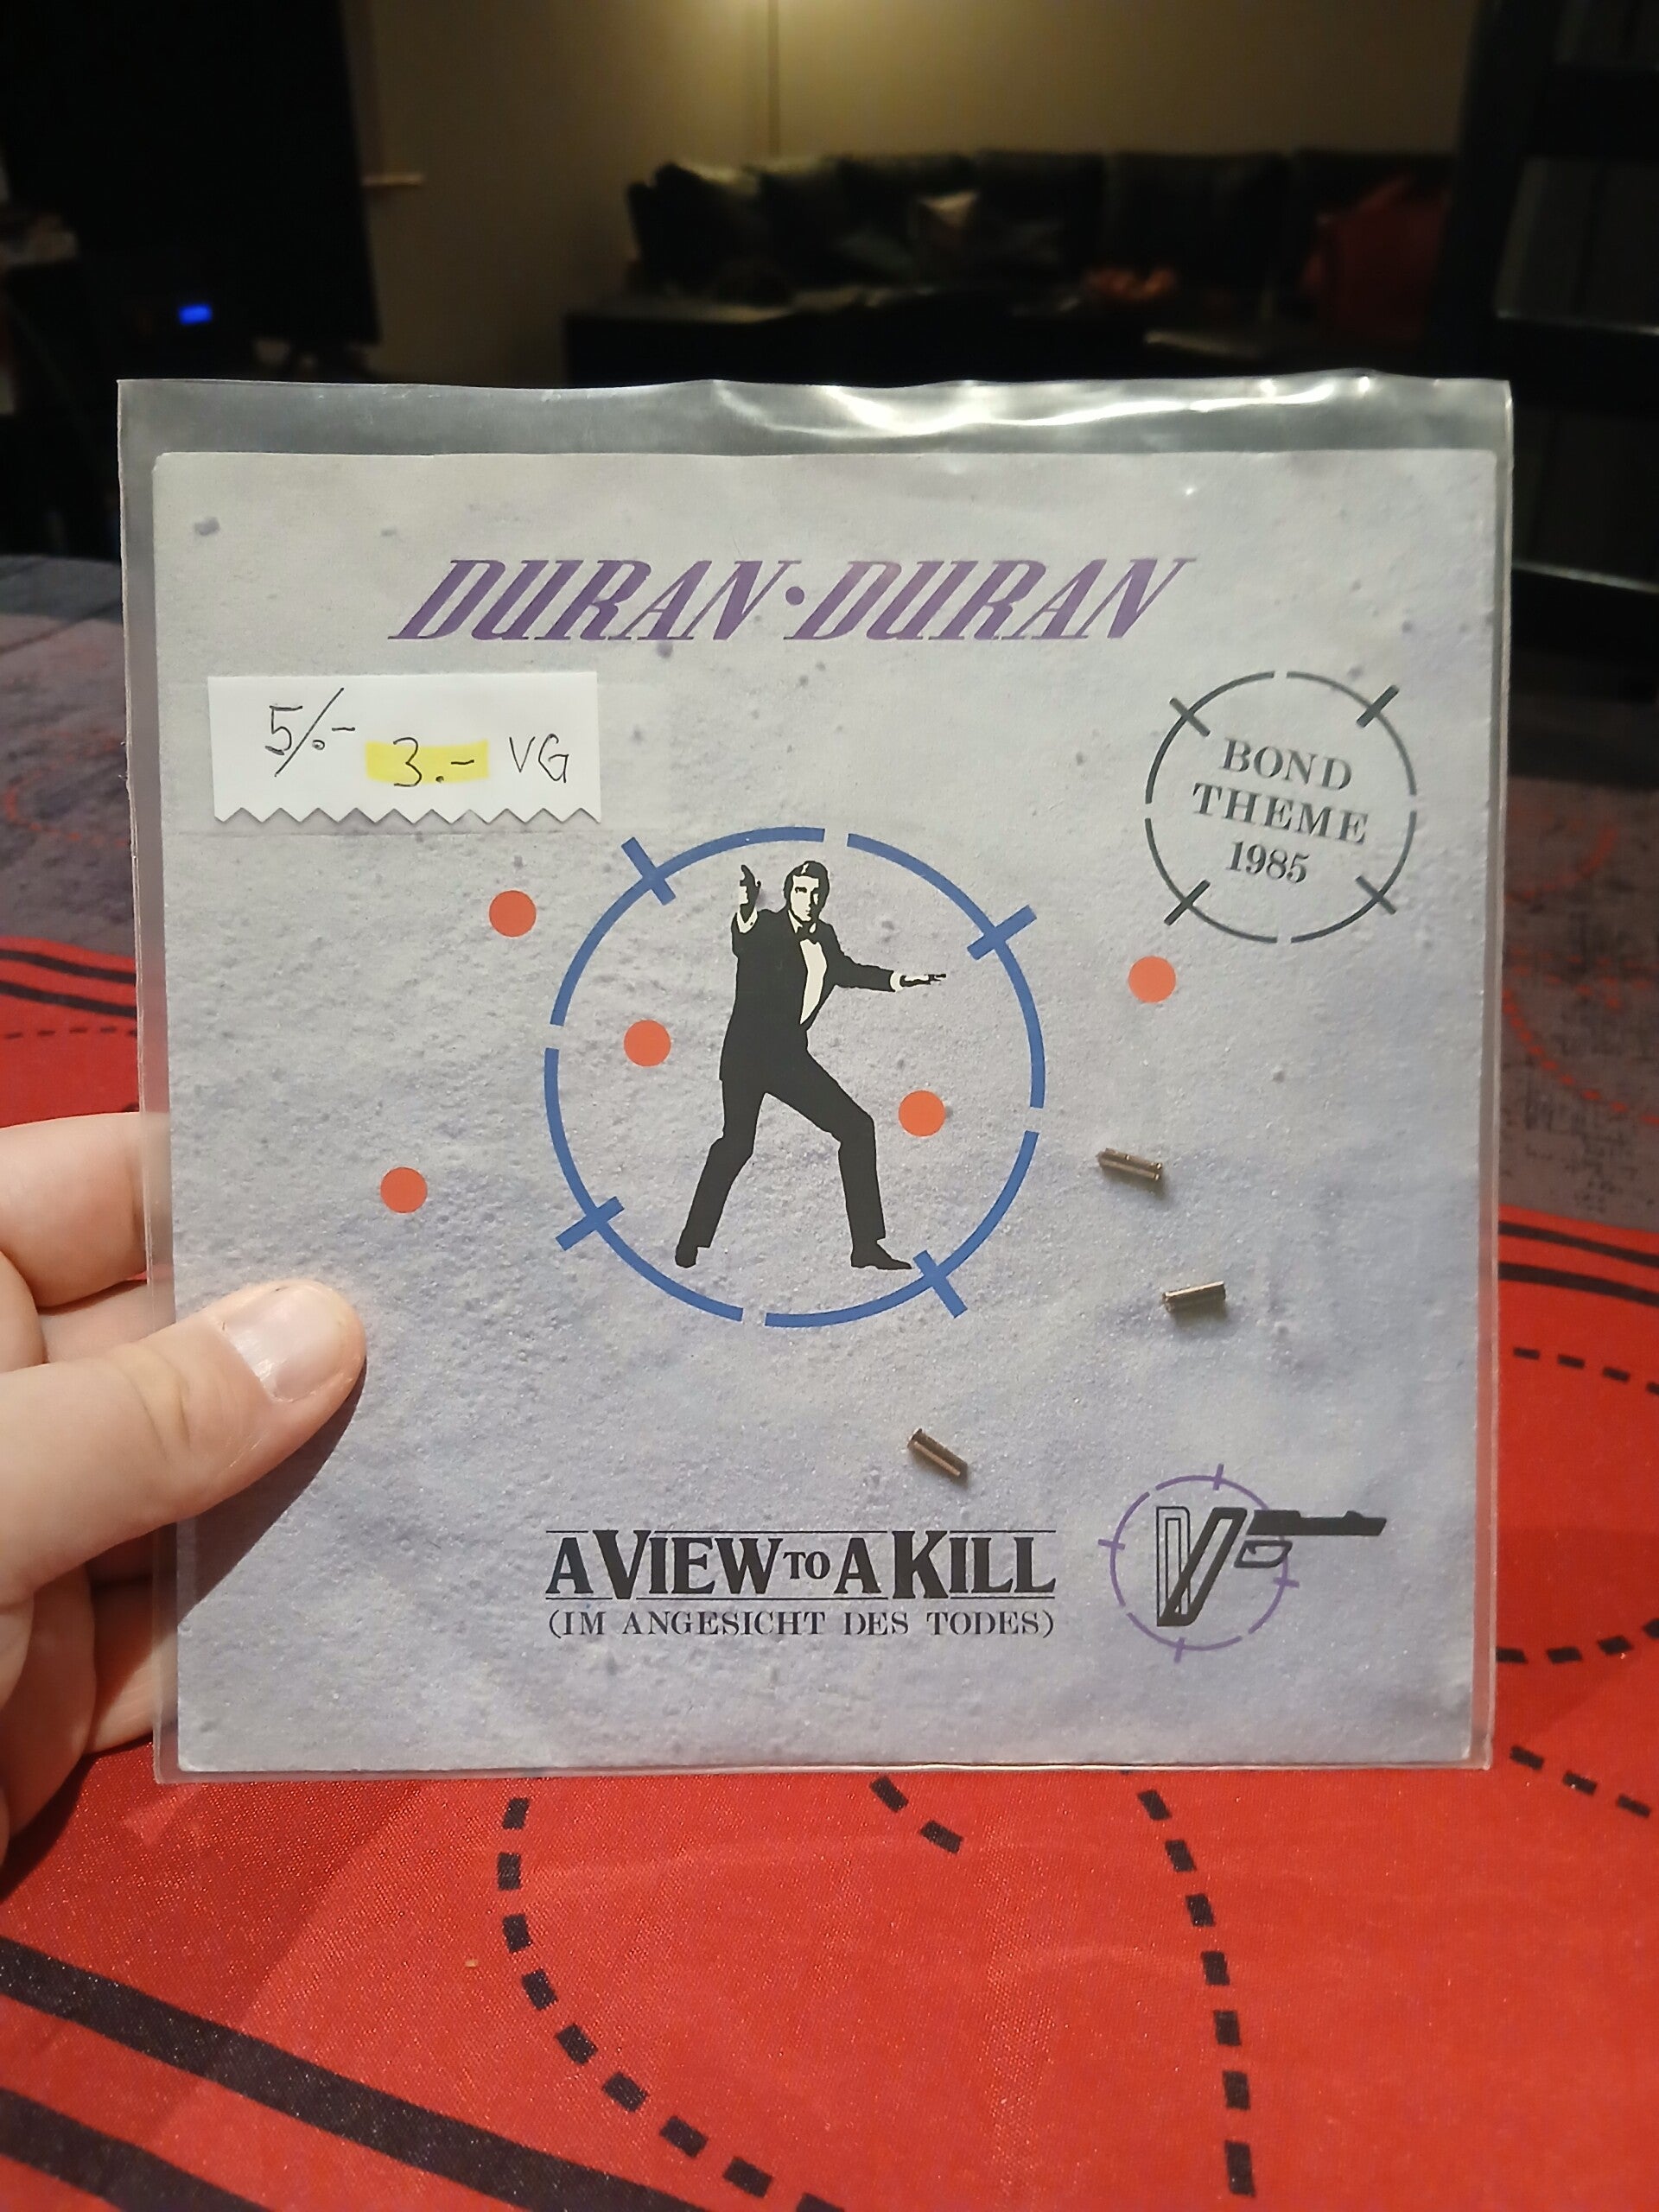 DURAN·DURAN
5/.- 3.- VG
BOND
THEME
1985
A VIEW TO A KILL
(IM ANGESICHT DES TODES)